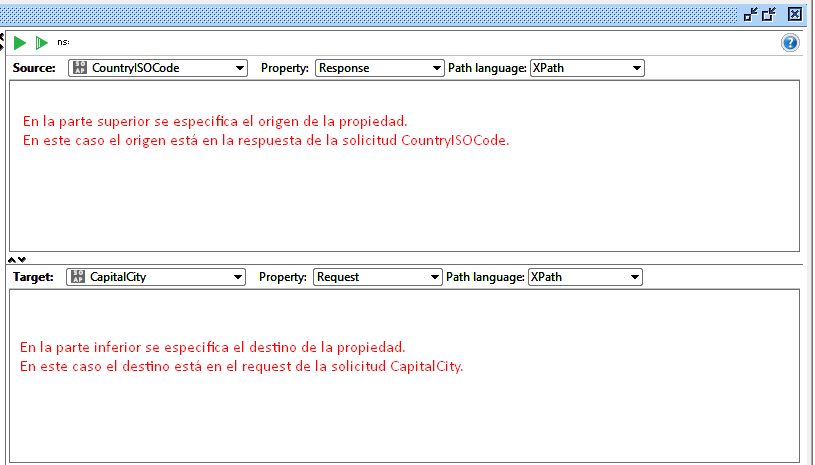 ns:
?
Source: SOAP CountryISOCode Property: Response Path language: XPath
En la parte superior se especifica el origen de la propiedad.
En este caso el origen está en la respuesta de la solicitud CountryISOCode.
Target: SOAP CapitalCity Property: Request Path language: XPath
En la parte inferior se especifica el destino de la propiedad.
En este caso el destino está en el request de la solicitud CapitalCity.